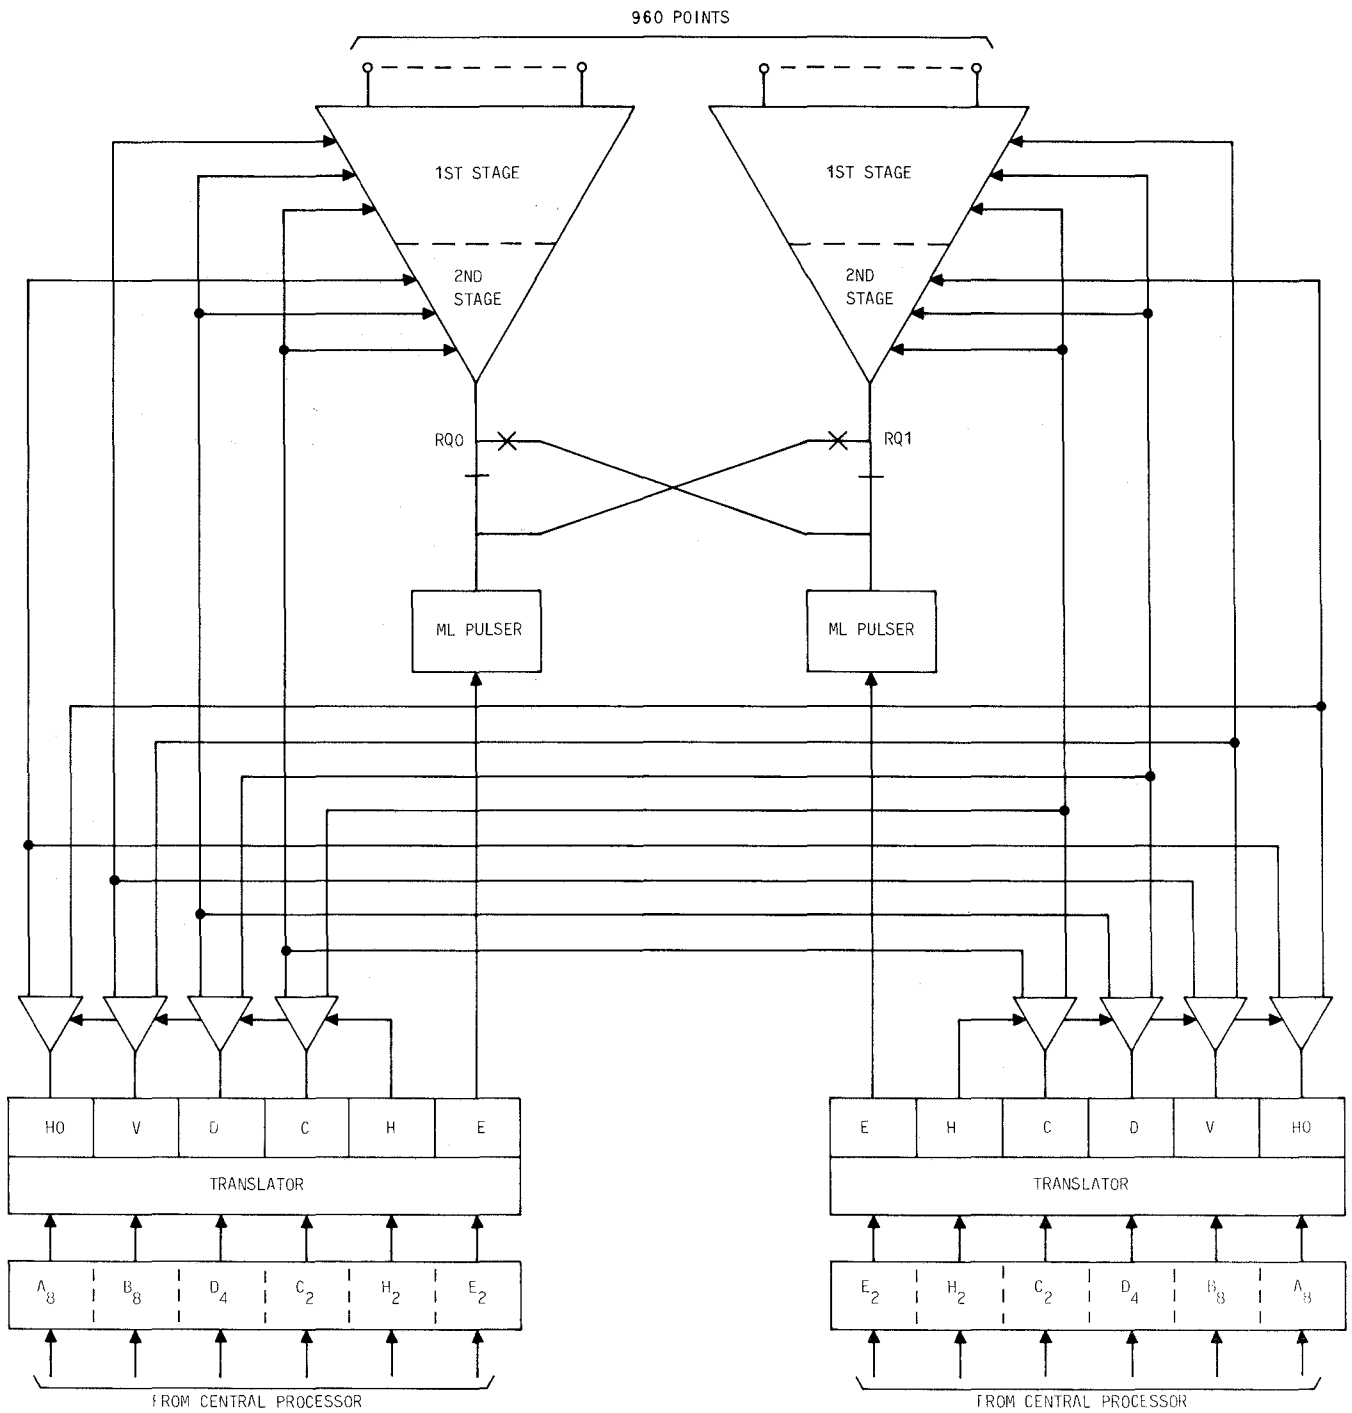 960 POINTS
1ST STAGE
1ST STAGE
2ND
STAGE
2ND
STAGE
RQ0
RQ1
ML PULSER
ML PULSER
HO V D C H E
E H C D V HO
TRANSLATOR
TRANSLATOR
A8 B8 D4 C2 H2 E2
E2 H2 C2 D4 B8 A8
FROM CENTRAL PROCESSOR
FROM CENTRAL PROCESSOR